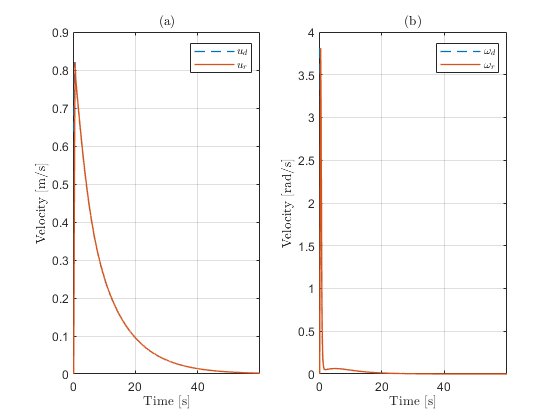 (a)
0.9
0.8
0.7
0.6
0.5
0.4
0.3
0.2
0.1
0
Velocity [m/s]
0 20 40
Time [s]
u_d
u_r
(b)
4
3.5
3
2.5
2
1.5
1
0.5
0
Velocity [rad/s]
0 20 40
Time [s]
ω_d
ω_r